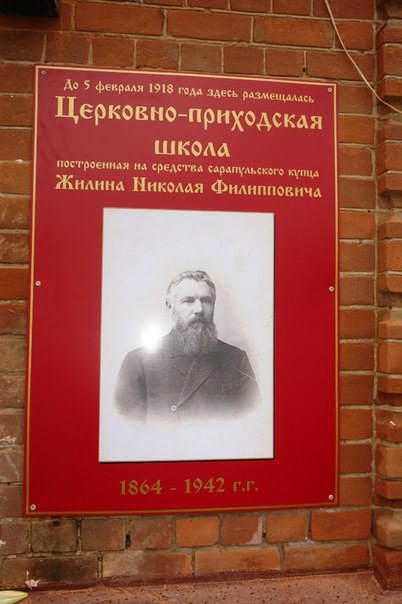 До 5 февраля 1918 года здесь размещалась
Церковно-приходская
школа
построенная на средства сарапульского купца
Жилина Николая Филипповича
1864 - 1942 г.г.